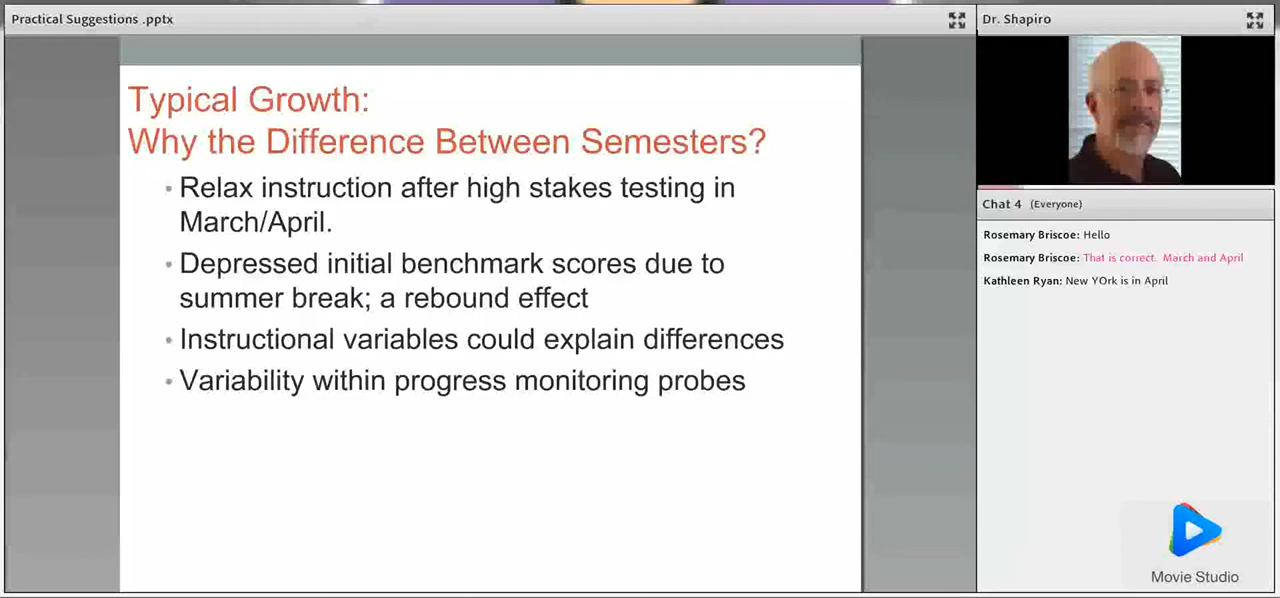 Practical Suggestions .pptx
Typical Growth:
Why the Difference Between Semesters?
• Relax instruction after high stakes testing in
March/April.
• Depressed initial benchmark scores due to
summer break; a rebound effect
• Instructional variables could explain differences
• Variability within progress monitoring probes
Dr. Shapiro
Chat 4 (Everyone)
Rosemary Briscoe: Hello
Rosemary Briscoe: That is correct. March and April
Kathleen Ryan: New YOrk is in April
Movie Studio